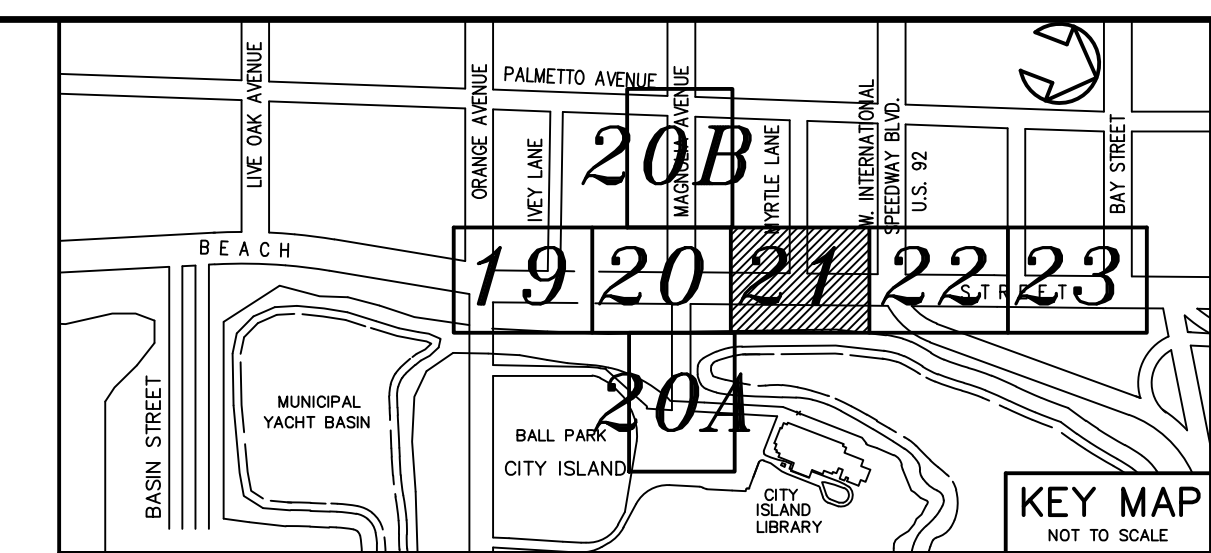 LIVE OAK AVENUE
ORANGE AVENUE
PALMETTO AVENUE
IVEY LANE
MAGNOLIA AVENUE
20B
MYRTLE LANE
W. INTERNATIONAL
SPEEDWAY BLVD.
U.S. 92
BAY STREET
BEACH
19
20
21
22
23
STREET
BASIN STREET
MUNICIPAL
YACHT BASIN
20A
BALL PARK
CITY ISLAND
CITY
ISLAND
LIBRARY
KEY MAP
NOT TO SCALE